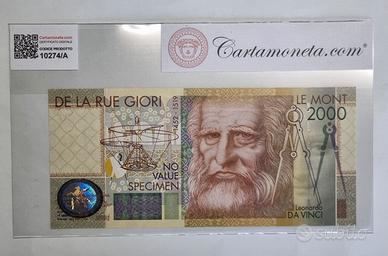 Cartamoneta.com
CERTIFICATO DIGITALE
CODICE PRODOTTO
10274/A
Cartamoneta.com®
DE LA RUE GIORI
1452 - 1519
LE MONT
2000
NO
VALUE
SPECIMEN
Leonardo
DA VINCI
Subito